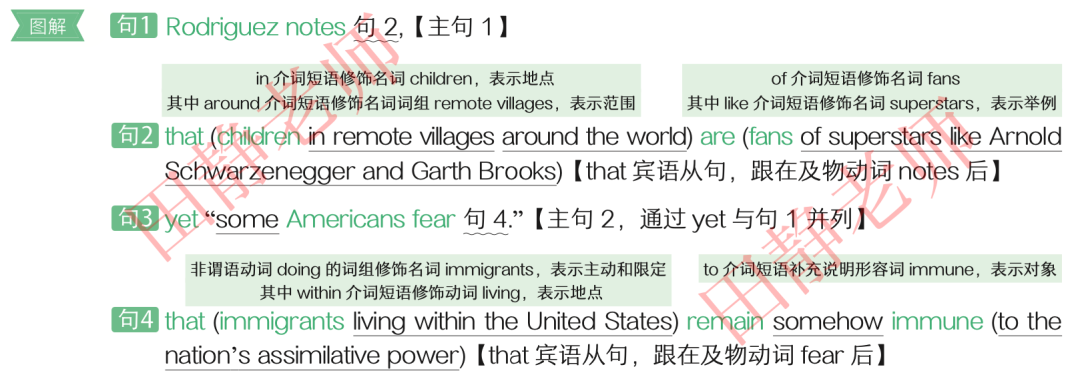 图解
句1 Rodriguez notes 句 2,【主句 1】
in 介词短语修饰名词 children，表示地点
其中 around 介词短语修饰名词词组 remote villages，表示范围
of 介词短语修饰名词 fans
其中 like 介词短语修饰名词 superstars，表示举例
句2 that (children in remote villages around the world) are (fans of superstars like Arnold
Schwarzenegger and Garth Brooks)【that 宾语从句，跟在及物动词 notes 后】
句3 yet “some Americans fear 句 4.”【主句 2，通过 yet 与句 1 并列】
非谓语动词 doing 的词组修饰名词 immigrants，表示主动和限定
其中 within 介词短语修饰动词 living，表示地点
to 介词短语补充说明形容词 immune，表示对象
句4 that (immigrants living within the United States) remain somehow immune (to the
nation’s assimilative power)【that 宾语从句，跟在及物动词 fear 后】
田静老师
田静老师